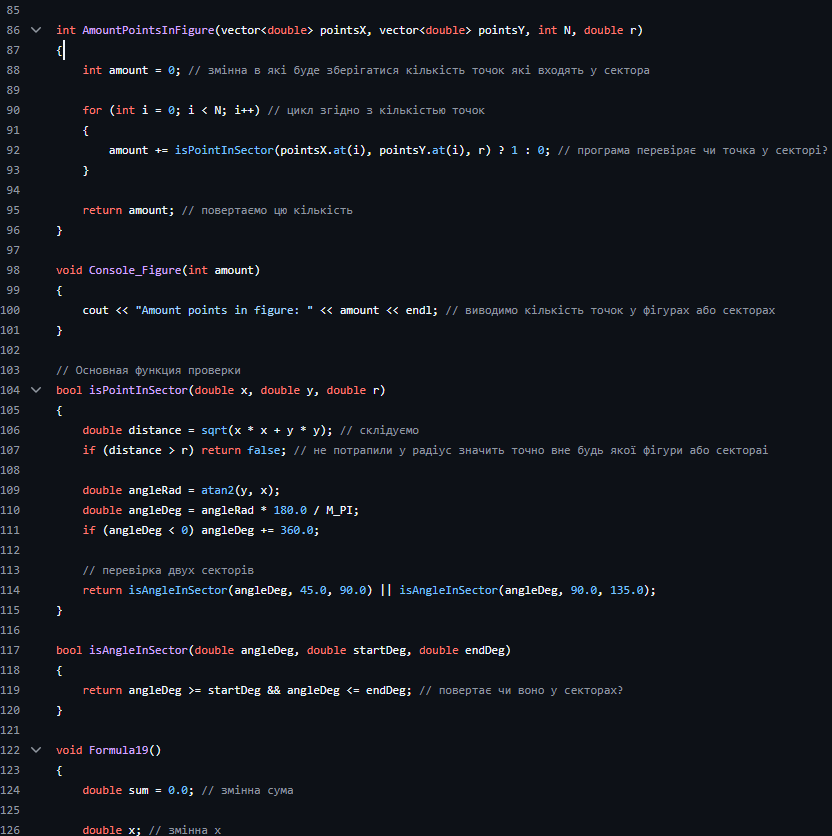 85
86 int AmountPointsInFigure(vector<double> pointsX, vector<double> pointsY, int N, double r)
87 {
88     int amount = 0; // змінна в які буде зберігатися кількість точок які входять у сектора
89
90     for (int i = 0; i < N; i++) // цикл згідно з кількістью точок
91     {
92         amount += isPointInSector(pointsX.at(i), pointsY.at(i), r) ? 1 : 0; // програма перевіряє чи точка у секторі?
93     }
94
95     return amount; // повертаємо цю кількість
96 }
97
98 void Console_Figure(int amount)
99 {
100     cout << "Amount points in figure: " << amount << endl; // виводимо кількість точок у фігурах або секторах
101 }
102
103 // Основная функция проверки
104 bool isPointInSector(double x, double y, double r)
105 {
106     double distance = sqrt(x * x + y * y); // склідуємо
107     if (distance > r) return false; // не потрапили у радіус значить точно вне будь якої фігури або сектораі
108
109     double angleRad = atan2(y, x);
110     double angleDeg = angleRad * 180.0 / M_PI;
111     if (angleDeg < 0) angleDeg += 360.0;
112
113     // перевірка двух секторів
114     return isAngleInSector(angleDeg, 45.0, 90.0) || isAngleInSector(angleDeg, 90.0, 135.0);
115 }
116
117 bool isAngleInSector(double angleDeg, double startDeg, double endDeg)
118 {
119     return angleDeg >= startDeg && angleDeg <= endDeg; // повертає чи воно у секторах?
120 }
121
122 void Formula19()
123 {
124     double sum = 0.0; // змінна сума
125
126     double x; // змінна х